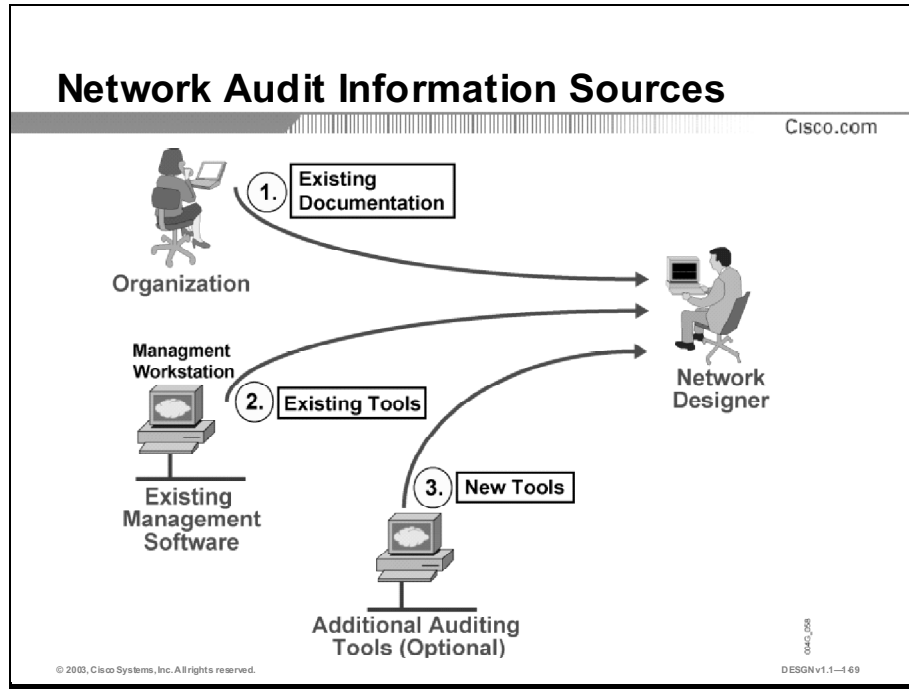 Network Audit Information Sources
Cisco.com
1.
Existing
Documentation
Organization
Managment
Workstation
2.
Existing Tools
Network
Designer
Existing
Management
Software
3.
New Tools
Additional Auditing
Tools (Optional)
004G_058
© 2003, Cisco Systems, Inc. All rights reserved.
DESGN v1.1—1-69